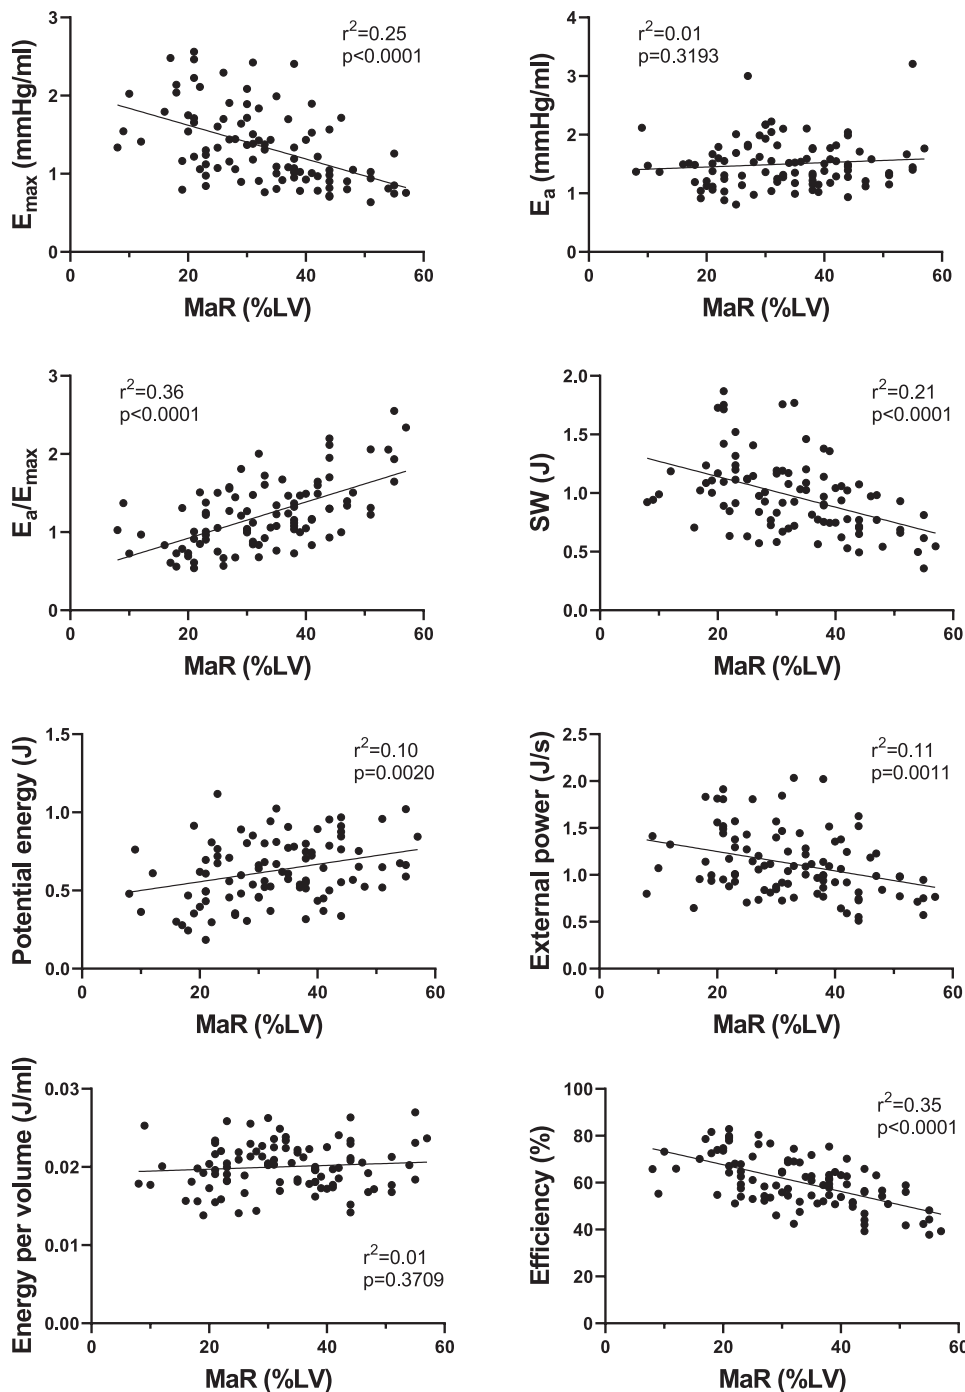 r²=0.25
p<0.0001
E_max (mmHg/ml)
3
2
1
0
0 20 40 60
MaR (%LV)
r²=0.01
p=0.3193
E_a (mmHg/ml)
4
3
2
1
0
0 20 40 60
MaR (%LV)
r²=0.36
p<0.0001
E_a/E_max
3
2
1
0
0 20 40 60
MaR (%LV)
r²=0.21
p<0.0001
SW (J)
2.0
1.5
1.0
0.5
0.0
0 20 40 60
MaR (%LV)
r²=0.10
p=0.0020
Potential energy (J)
1.5
1.0
0.5
0.0
0 20 40 60
MaR (%LV)
r²=0.11
p=0.0011
External power (J/s)
2.5
2.0
1.5
1.0
0.5
0.0
0 20 40 60
MaR (%LV)
r²=0.01
p=0.3709
Energy per volume (J/ml)
0.03
0.02
0.01
0.00
0 20 40 60
MaR (%LV)
r²=0.35
p<0.0001
Efficiency (%)
100
80
60
40
20
0
0 20 40 60
MaR (%LV)